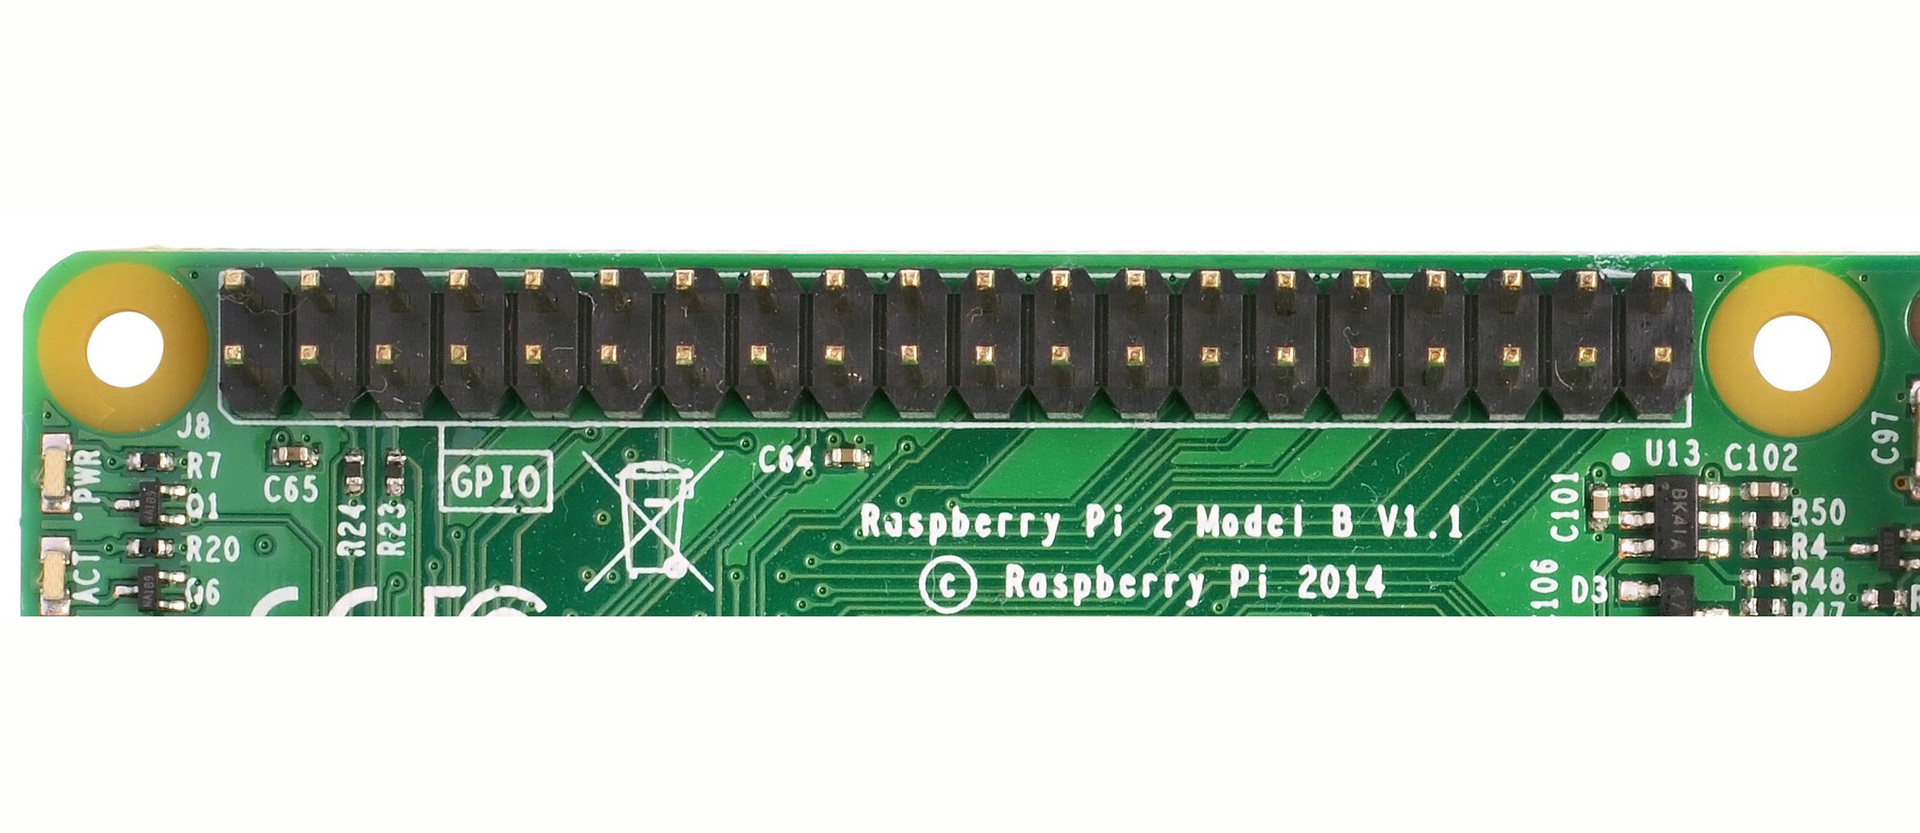 J8
PWR
R7
Q1
ACT
R20
Q6
C65
R24
R23
GPIO
C64
Raspberry Pi 2 Model B V1.1
© Raspberry Pi 2014
C101
U13
C102
C97
BK41A
R50
R4
R48
R47
D3